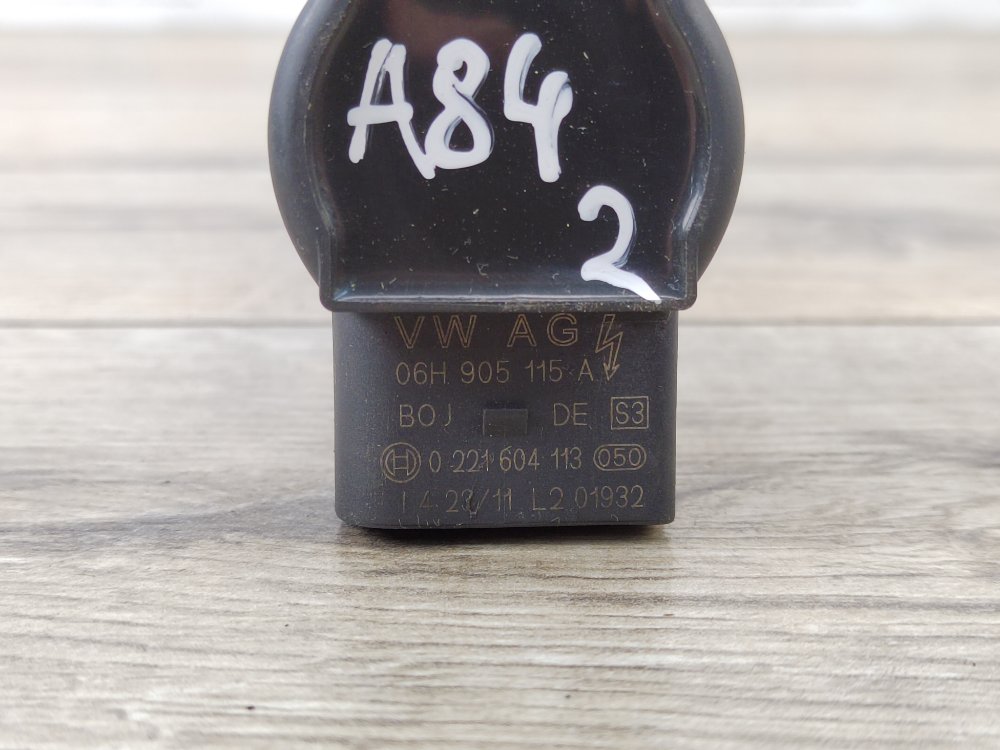 A84
2
VW AG
06H 905 115 A
BOJ DE S3
0 221 604 113 050
14 23/11 L2 01932